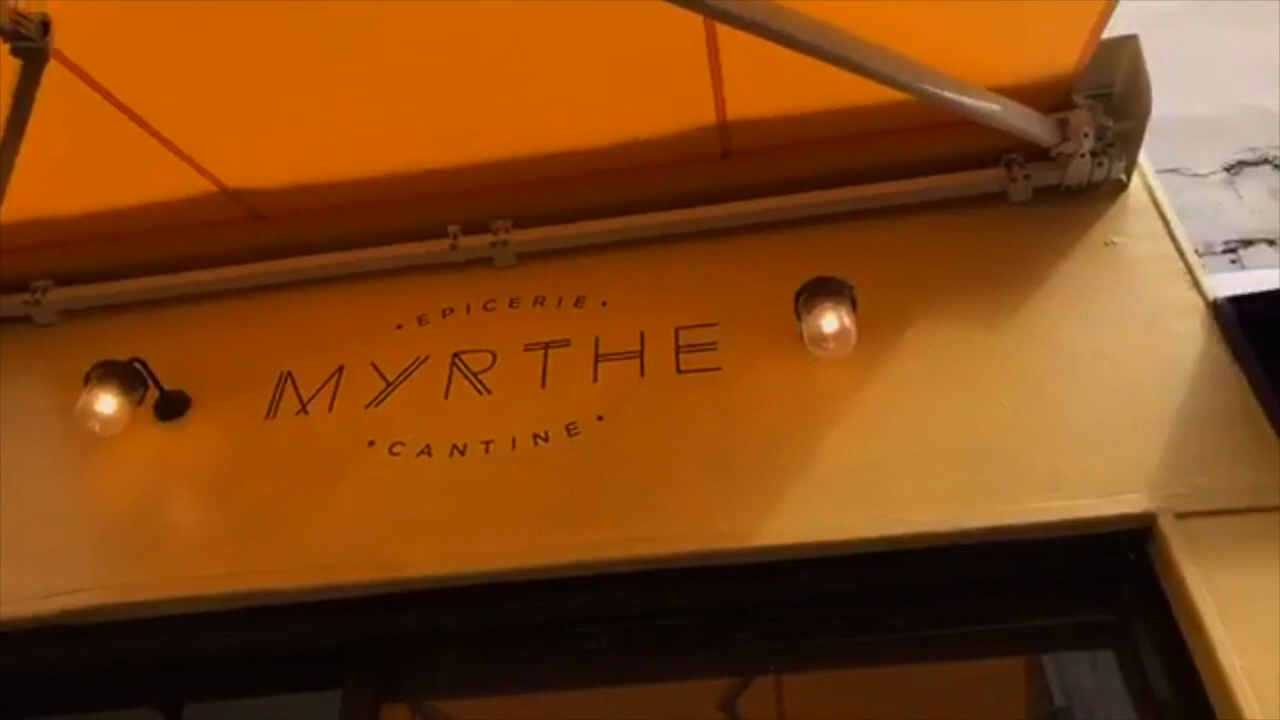 • EPICERIE •
MYRTHE
• CANTINE •